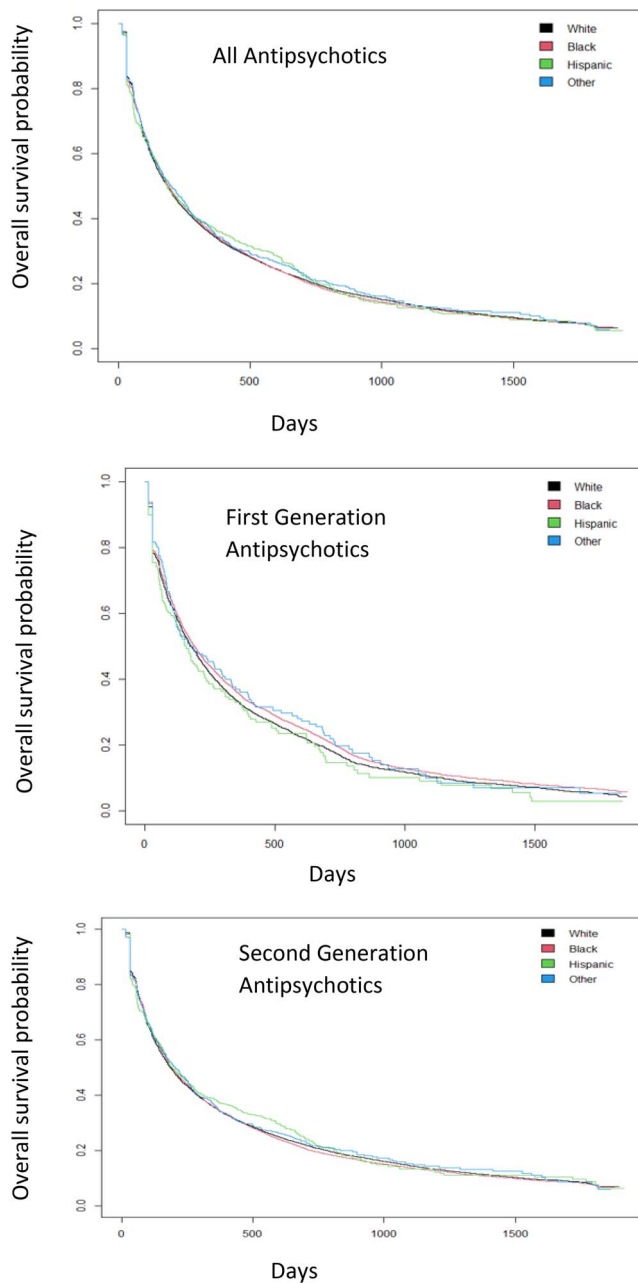 All Antipsychotics
White
Black
Hispanic
Other
Overall survival probability
1.0
0.8
0.6
0.4
0.2
0.0
0 500 1000 1500
Days
First Generation
Antipsychotics
White
Black
Hispanic
Other
Overall survival probability
1.0
0.8
0.6
0.4
0.2
0.0
0 500 1000 1500
Days
Second Generation
Antipsychotics
White
Black
Hispanic
Other
Overall survival probability
1.0
0.8
0.6
0.4
0.2
0.0
0 500 1000 1500
Days